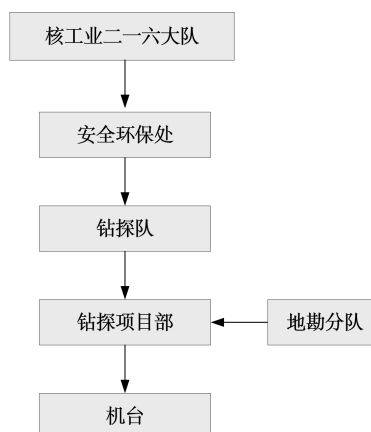 核工业二一六大队
安全环保处
钻探队
钻探项目部
地勘分队
机台